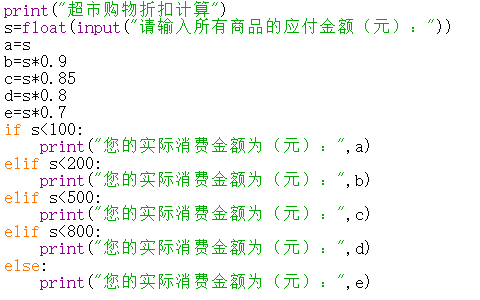 print("超市购物折扣计算")
s=float(input("请输入所有商品的应付金额（元）："))
a=s
b=s*0.9
c=s*0.85
d=s*0.8
e=s*0.7
if s<100:
    print("您的实际消费金额为（元）：",a)
elif s<200:
    print("您的实际消费金额为（元）：",b)
elif s<500:
    print("您的实际消费金额为（元）：",c)
elif s<800:
    print("您的实际消费金额为（元）：",d)
else:
    print("您的实际消费金额为（元）：",e)